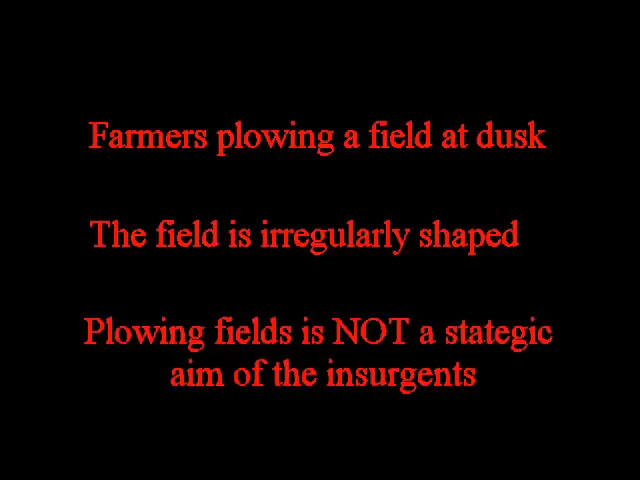 Farmers plowing a field at dusk
The field is irregularly shaped
Plowing fields is NOT a stategic
aim of the insurgents